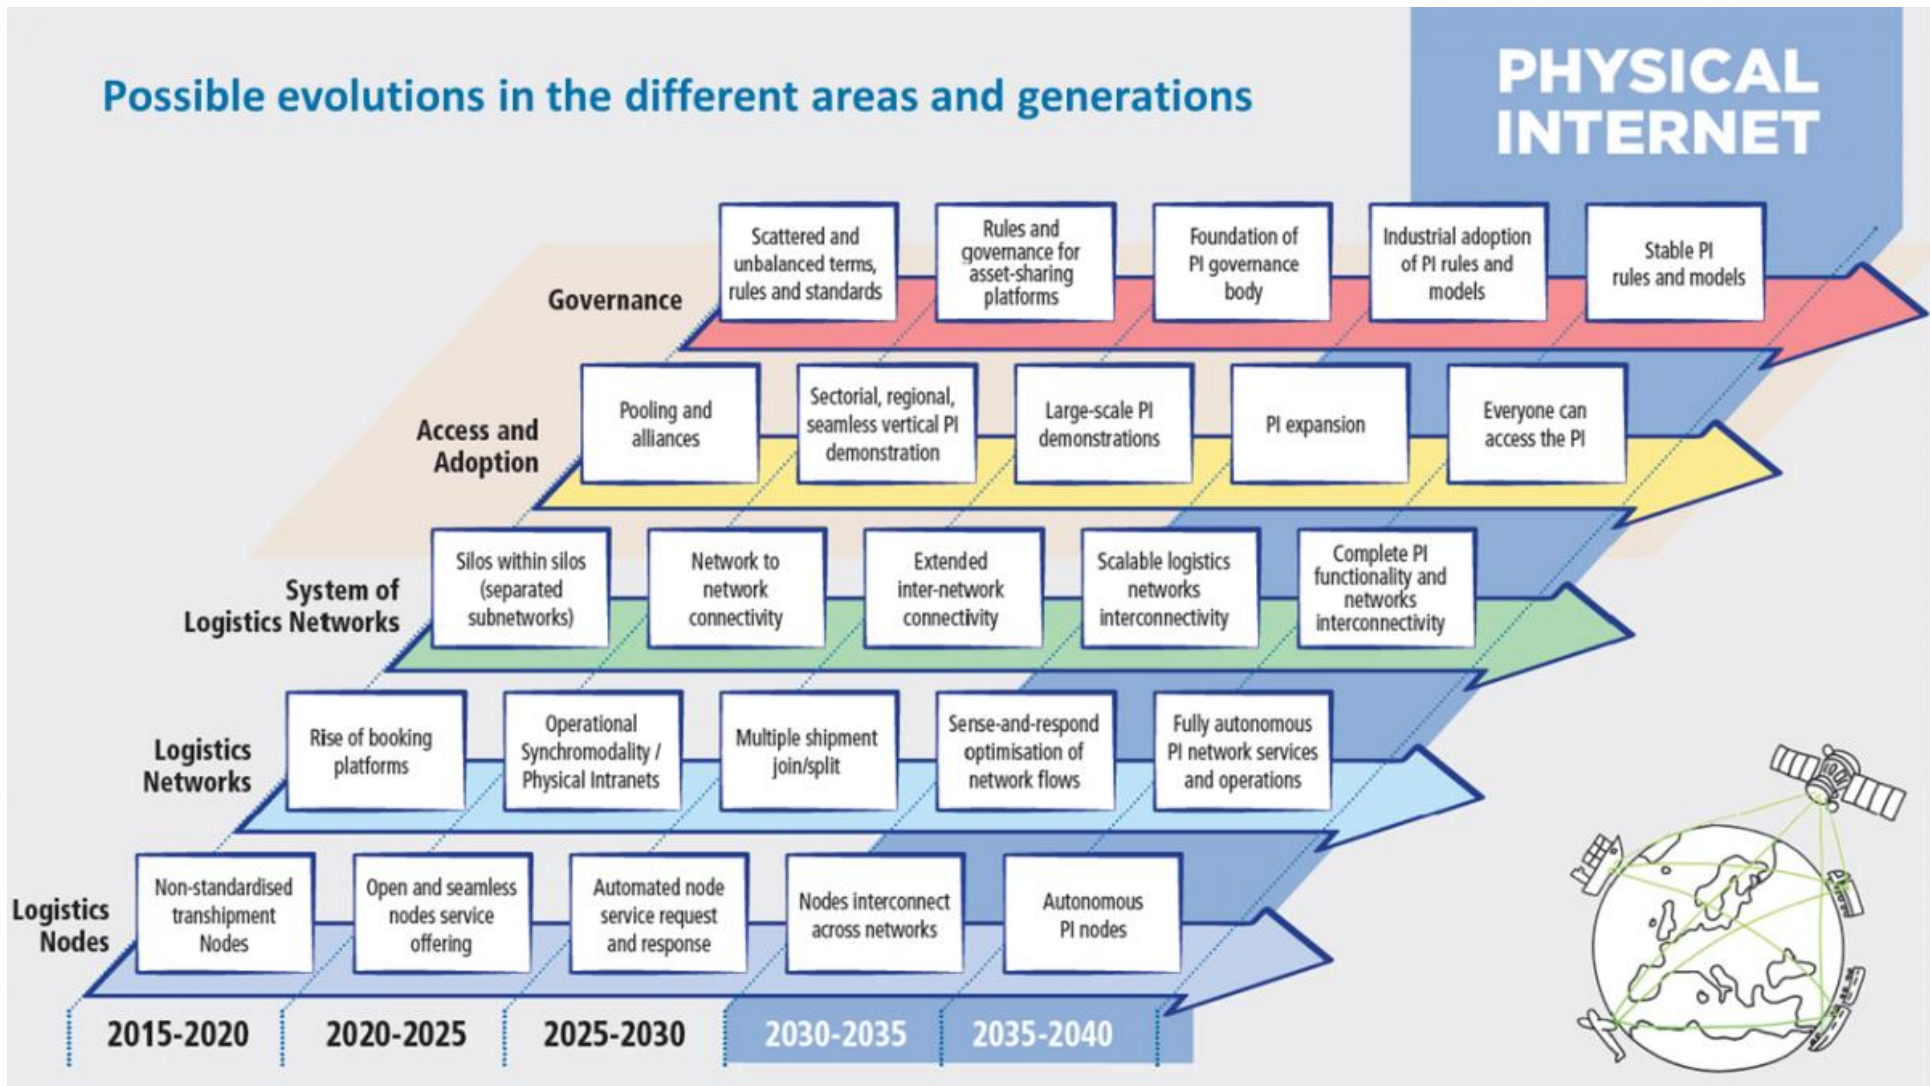 Possible evolutions in the different areas and generations
PHYSICAL
INTERNET
Governance
Scattered and
unbalanced terms,
rules and standards
Rules and
governance for
asset-sharing
platforms
Foundation of
PI governance
body
Industrial adoption
of PI rules and
models
Stable PI
rules and models
Access and
Adoption
Pooling and
alliances
Sectorial, regional,
seamless vertical PI
demonstration
Large-scale PI
demonstrations
PI expansion
Everyone can
access the PI
System of
Logistics Networks
Silos within silos
(separated
subnetworks)
Network to
network
connectivity
Extended
inter-network
connectivity
Scalable logistics
networks
interconnectivity
Complete PI
functionality and
networks
interconnectivity
Logistics
Networks
Rise of booking
platforms
Operational
Synchromodality /
Physical Intranets
Multiple shipment
join/split
Sense-and-respond
optimisation of
network flows
Fully autonomous
PI network services
and operations
Logistics
Nodes
Non-standardised
transhipment
Nodes
Open and seamless
nodes service
offering
Automated node
service request
and response
Nodes interconnect
across networks
Autonomous
PI nodes
2015-2020
2020-2025
2025-2030
2030-2035
2035-2040